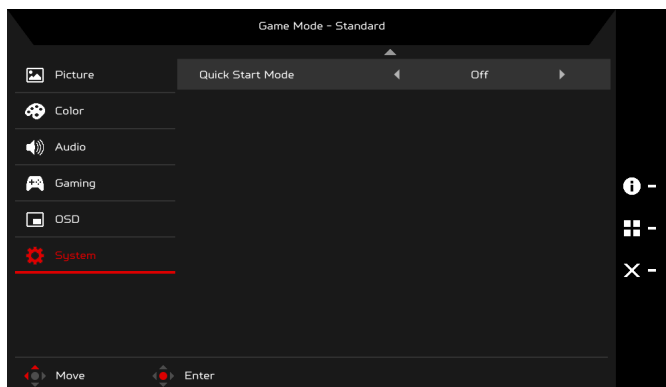 Game Mode - Standard
Picture
Quick Start Mode Off
Color
Audio
Gaming
OSD
System
Move Enter